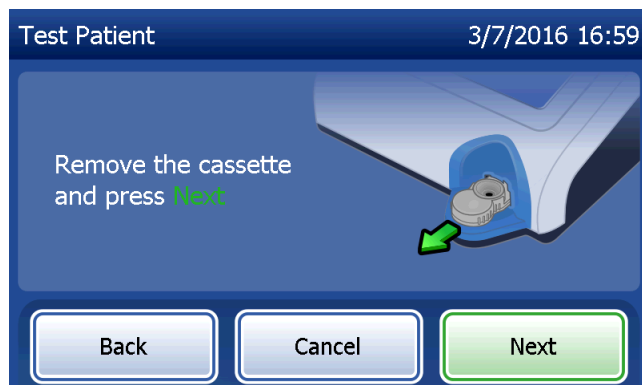 Test Patient 3/7/2016 16:59
Remove the cassette
and press Next
Back Cancel Next